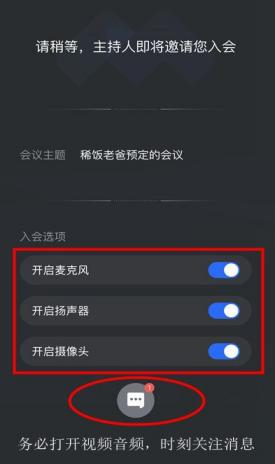 请稍等，主持人即将邀请您入会
会议主题 稀饭老爸预定的会议
入会选项
开启麦克风
开启扬声器
开启摄像头
1
务必打开视频音频，时刻关注消息